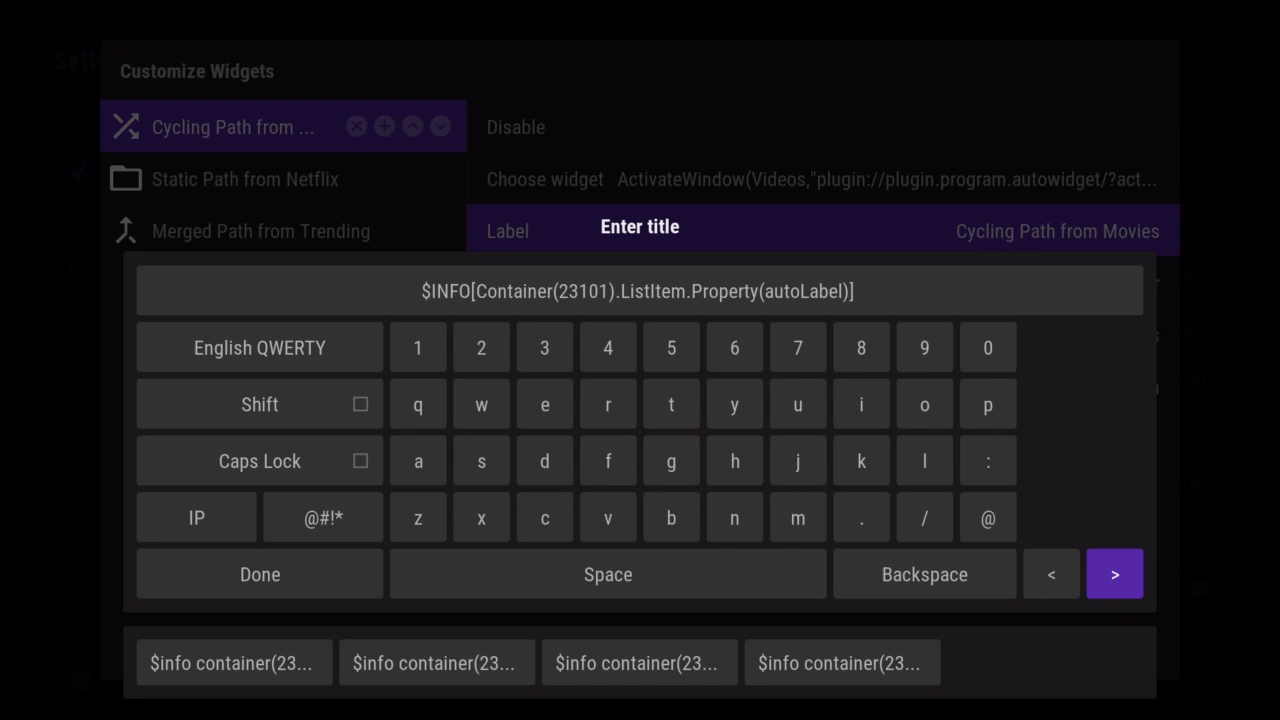 Customize Widgets
Cycling Path from ...
Disable
Static Path from Netflix
Choose widget ActivateWindow(Videos,"plugin://plugin.program.autowidget/?act...
Merged Path from Trending
Label
Enter title
Cycling Path from Movies
$INFO[Container(23101).ListItem.Property(autoLabel)]
English QWERTY 1 2 3 4 5 6 7 8 9 0
Shift q w e r t y u i o p
Caps Lock a s d f g h j k l :
IP @#!* z x c v b n m . / @
Done Space Backspace < >
$info container(23... $info container(23... $info container(23... $info container(23...